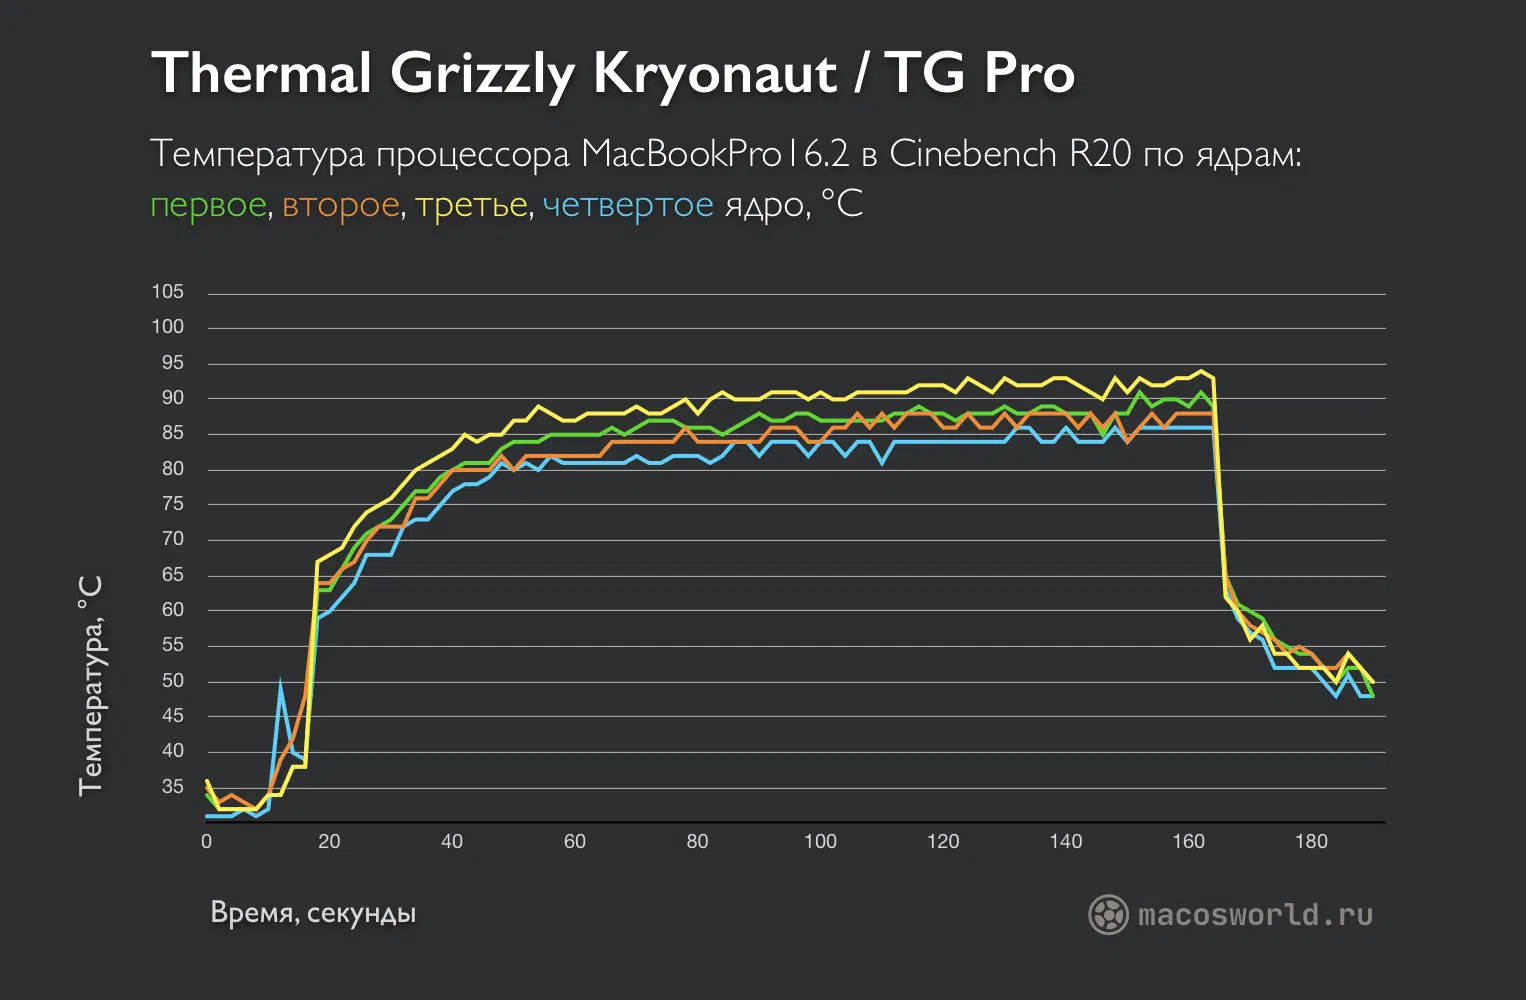 Thermal Grizzly Kryonaut / TG Pro
Температура процессора MacBookPro16.2 в Cinebench R20 по ядрам:
первое, второе, третье, четвертое ядро, °C
105
100
95
90
85
80
75
70
65
60
55
50
45
40
35
Температура, °C
0 20 40 60 80 100 120 140 160 180
Время, секунды
macosworld.ru